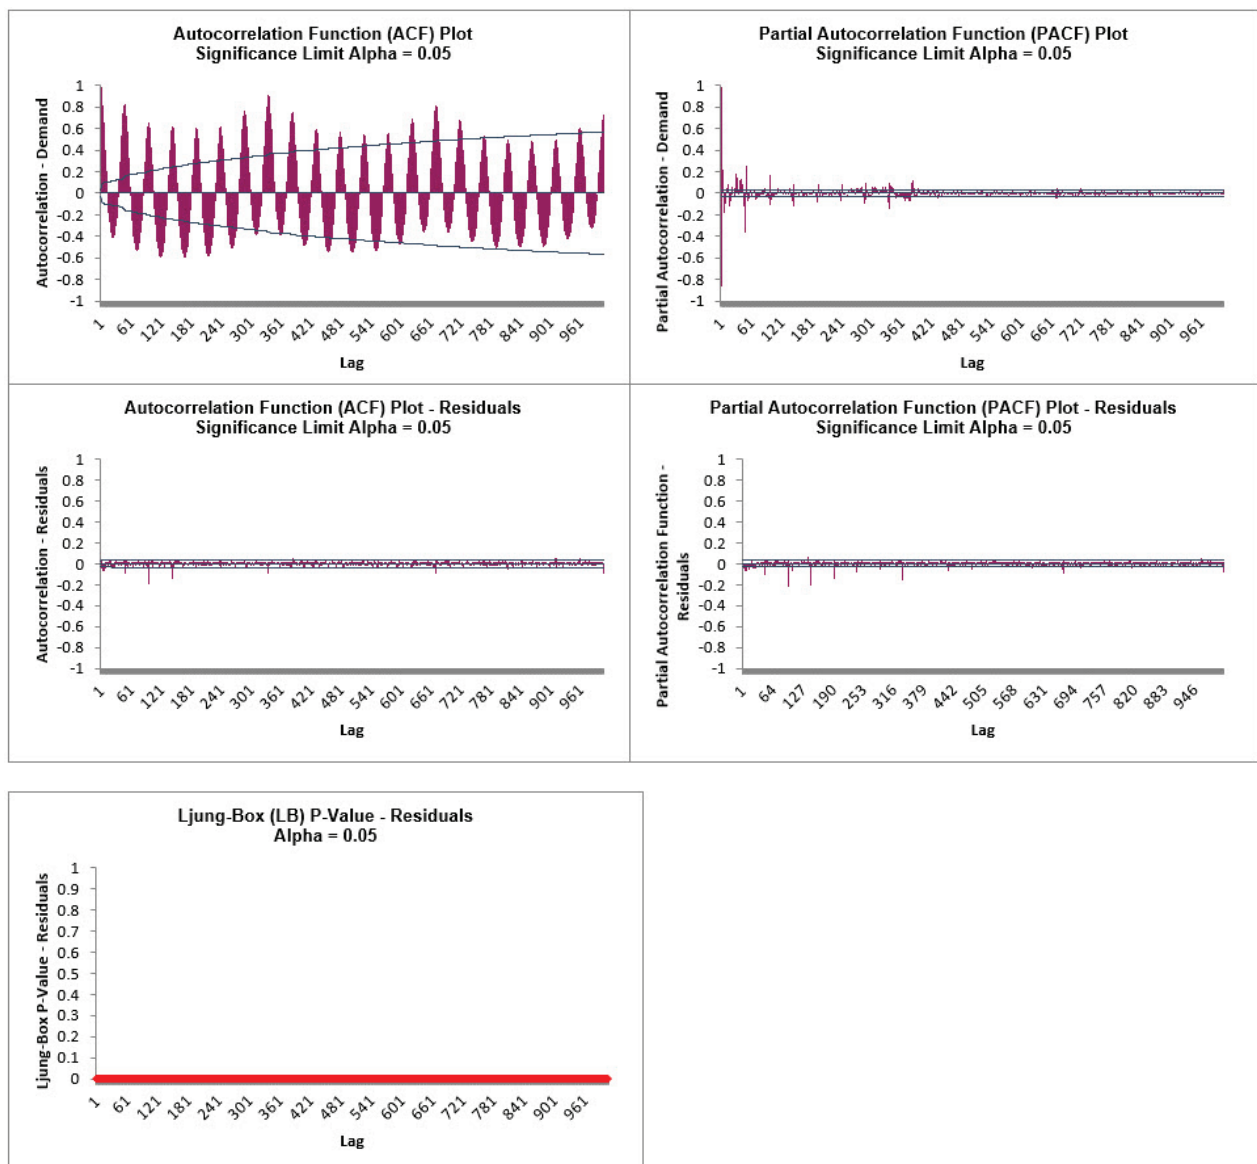 Autocorrelation Function (ACF) Plot
Significance Limit Alpha = 0.05
Autocorrelation - Demand
1
0.8
0.6
0.4
0.2
0
-0.2
-0.4
-0.6
-0.8
-1
1 61 121 181 241 301 361 421 481 541 601 661 721 781 841 901 961
Lag
Partial Autocorrelation Function (PACF) Plot
Significance Limit Alpha = 0.05
Partial Autocorrelation - Demand
1
0.8
0.6
0.4
0.2
0
-0.2
-0.4
-0.6
-0.8
-1
1 61 121 181 241 301 361 421 481 541 601 661 721 781 841 901 961
Lag
Autocorrelation Function (ACF) Plot - Residuals
Significance Limit Alpha = 0.05
Autocorrelation - Residuals
1
0.8
0.6
0.4
0.2
0
-0.2
-0.4
-0.6
-0.8
-1
1 61 121 181 241 301 361 421 481 541 601 661 721 781 841 901 961
Lag
Partial Autocorrelation Function (PACF) Plot - Residuals
Significance Limit Alpha = 0.05
Partial Autocorrelation Function -
Residuals
1
0.8
0.6
0.4
0.2
0
-0.2
-0.4
-0.6
-0.8
-1
1 64 127 190 253 316 379 442 505 568 631 694 757 820 883 946
Lag
Ljung-Box (LB) P-Value - Residuals
Alpha = 0.05
Ljung-Box P-Value - Residuals
1
0.9
0.8
0.7
0.6
0.5
0.4
0.3
0.2
0.1
0
1 61 121 181 241 301 361 421 481 541 601 661 721 781 841 901 961
Lag